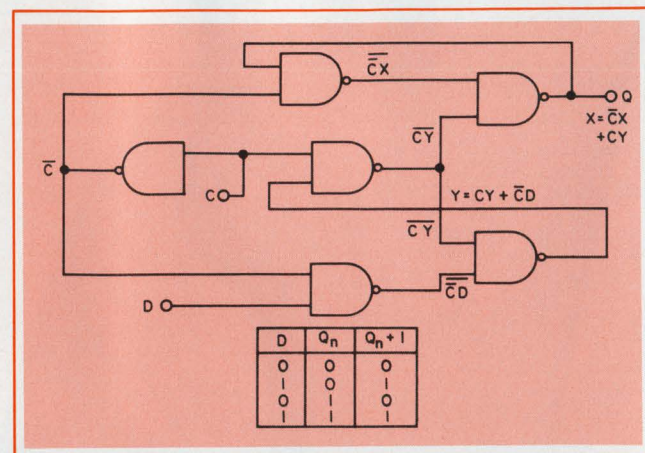 C̅X̅
Q
X = C̅X
+ CY
C̅Y̅
C̅
C
Y = CY + C̅D
C̅Y̅
C̅D̅
D
D Qₙ Qₙ + 1
0 0 0
1 0 1
0 1 0
1 1 1